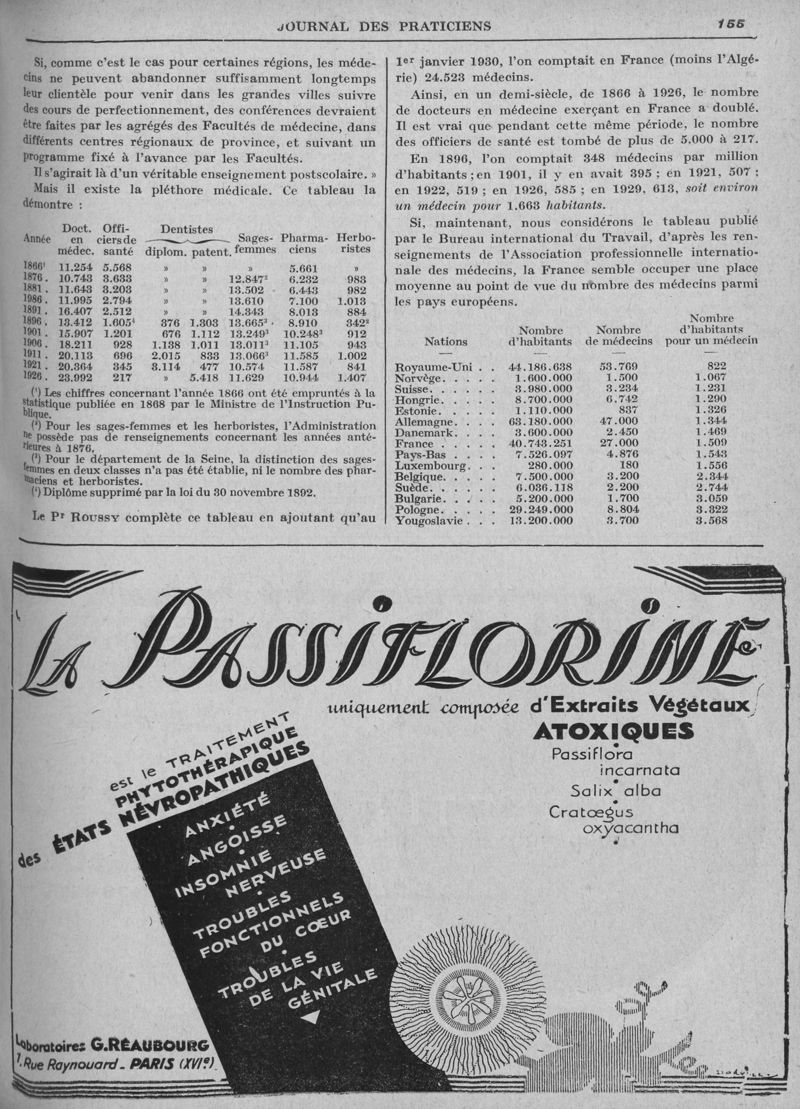 JOURNAL DES PRATICIENS
155
Si, comme c'est le cas pour certaines régions, les méde-
cins ne peuvent abandonner suffisamment longtemps
leur clientèle pour venir dans les grandes villes suivre
des cours de perfectionnement, des conférences devraient
être faites par les agrégés des Facultés de médecine, dans
différents centres régionaux de province, et suivant un
programme fixé à l'avance par les Facultés.
Il s'agirait là d'un véritable enseignement postscolaire. »
Mais il existe la pléthore médicale. Ce tableau la
démontre :
Année Doct. en médec. Offi- ciers de santé Dentistes diplom. patent. Sages- femmes Pharma- ciens Herbo- ristes
1866¹ 11.254 5.568 » » » 5.661 »
1876 . 10.743 3.633 » » 12.847² 6.232 983
1881 . 11.643 3.203 » » 13.502 6.443 982
1986 . 11.995 2.794 » » 13.610 7.100 1.013
1891 . 16.407 2.512 » » 14.343 8.013 884
1896 . 13.412 1.605⁴ 376 1.303 13.665³ 8.910 342²
1901 . 15.907 1.201 676 1.112 13.249³ 10.248³ 912
1906 . 18.211 928 1.138 1.011 13.011³ 11.105 943
1911 . 20.113 696 2.015 833 13.066³ 11.585 1.002
1921 . 20.364 345 3.114 477 10.574 11.587 841
1926 . 23.992 217 » 5.418 11.629 10.944 1.407
(¹) Les chiffres concernant l'année 1866 ont été empruntés à la
statistique publiée en 1868 par le Ministre de l'Instruction Pu-
blique.
(²) Pour les sages-femmes et les herboristes, l'Administration
ne possède pas de renseignements concernant les années anté-
rieures à 1876,
(³) Pour le département de la Seine, la distinction des sages-
femmes en deux classes n'a pas été établie, ni le nombre des phar-
maciens et herboristes.
(⁴) Diplôme supprimé par la loi du 30 novembre 1892.
Le Pr ROUSSY complète ce tableau en ajoutant qu'au
1er janvier 1930, l'on comptait en France (moins l'Algé-
rie) 24.523 médecins.
Ainsi, en un demi-siècle, de 1866 à 1926, le nombre
de docteurs en médecine exerçant en France a doublé.
Il est vrai que pendant cette même période, le nombre
des officiers de santé est tombé de plus de 5.000 à 217.
En 1896, l'on comptait 348 médecins par million
d'habitants ; en 1901, il y en avait 395 ; en 1921, 507 ;
en 1922, 519 ; en 1926, 585 ; en 1929, 613, soit environ
un médecin pour 1.663 habitants.
Si, maintenant, nous considérons le tableau publié
par le Bureau international du Travail, d'après les ren-
seignements de l'Association professionnelle internatio-
nale des médecins, la France semble occuper une place
moyenne au point de vue du nombre des médecins parmi
les pays européens.
Nations Nombre d'habitants Nombre de médecins Nombre d'habitants pour un médecin
Royaume-Uni . . 44.186.638 53.769 822
Norvège. . . . . 1.600.000 1.500 1.067
Suisse. . . . . . 3.980.000 3.234 1.231
Hongrie. . . . . 8.700.000 6.742 1.290
Estonie. . . . . 1.110.000 837 1.326
Allemagne. . . . 63.180.000 47.000 1.344
Danemark. . . . 3.600.000 2.450 1.469
France . . . . . 40.743.251 27.000 1.509
Pays-Bas . . . . 7.526.097 4.876 1.543
Luxembourg. . . 280.000 180 1.556
Belgique. . . . . 7.500.000 3.200 2.344
Suède. . . . . . 6.036.118 2.200 2.744
Bulgarie. . . . . 5.200.000 1.700 3.059
Pologne. . . . . 29.249.000 8.804 3.322
Yougoslavie . . . 13.200.000 3.700 3.568
LA PASSIFLORINE
uniquement composée d'Extraits Végétaux
ATOXIQUES
Passiflora
incarnata
Salix alba
Cratœgus
oxyacantha
est le TRAITEMENT
PHYTOTHÉRAPIQUE
des ÉTATS NÉVROPATHIQUES
ANXIÉTÉ
ANGOISSE
INSOMNIE
NERVEUSE
TROUBLES
FONCTIONNELS
DU CŒUR
TROUBLES
DE LA VIE
GÉNITALE
Laboratoires G.RÉAUBOURG
1, Rue Raynouard - PARIS (XVIe)